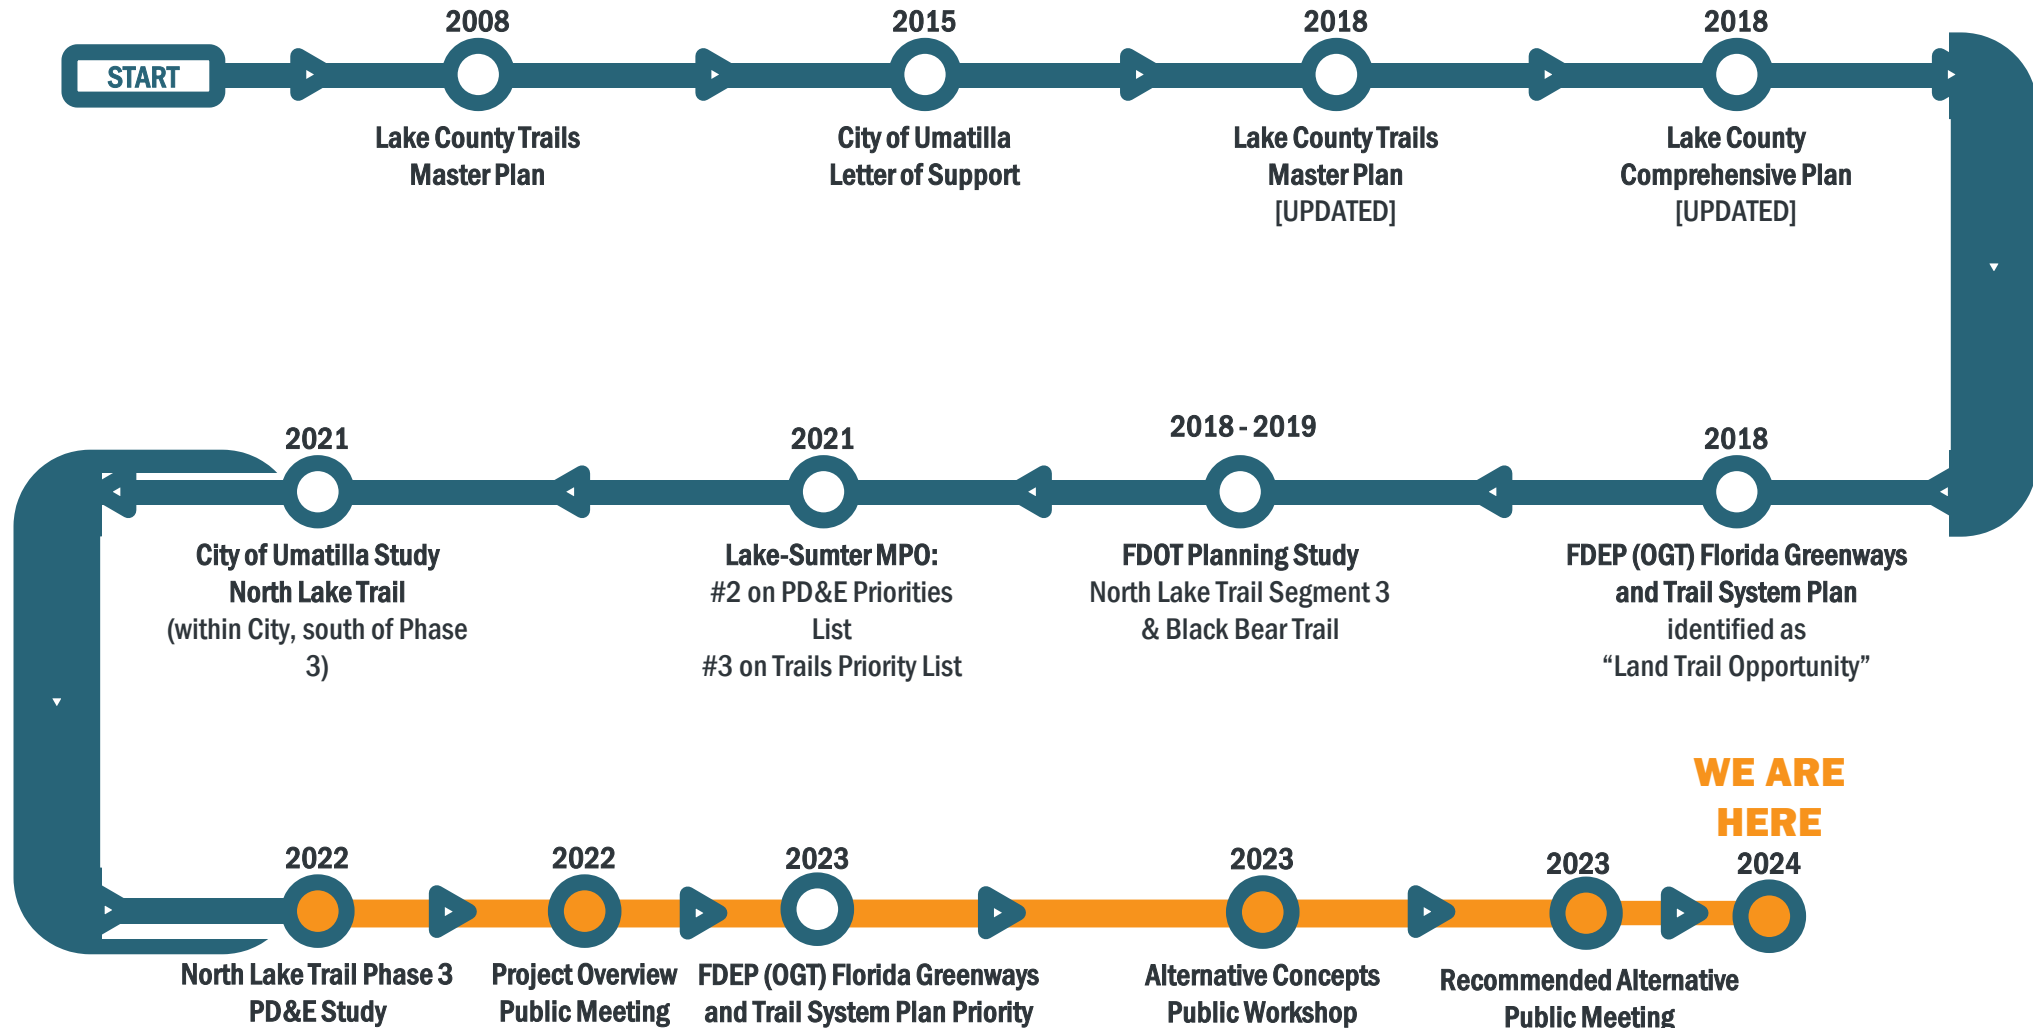 START
2008
Lake County Trails
Master Plan
2015
City of Umatilla
Letter of Support
2018
Lake County Trails
Master Plan
[UPDATED]
2018
Lake County
Comprehensive Plan
[UPDATED]
2018
FDEP (OGT) Florida Greenways
and Trail System Plan
identified as
“Land Trail Opportunity”
2018 - 2019
FDOT Planning Study
North Lake Trail Segment 3
& Black Bear Trail
2021
Lake-Sumter MPO:
#2 on PD&E Priorities
List
#3 on Trails Priority List
2021
City of Umatilla Study
North Lake Trail
(within City, south of Phase
3)
2022
North Lake Trail Phase 3
PD&E Study
2022
Project Overview
Public Meeting
2023
FDEP (OGT) Florida Greenways
and Trail System Plan Priority
2023
Alternative Concepts
Public Workshop
2023
Recommended Alternative
Public Meeting
WE ARE
HERE
2024